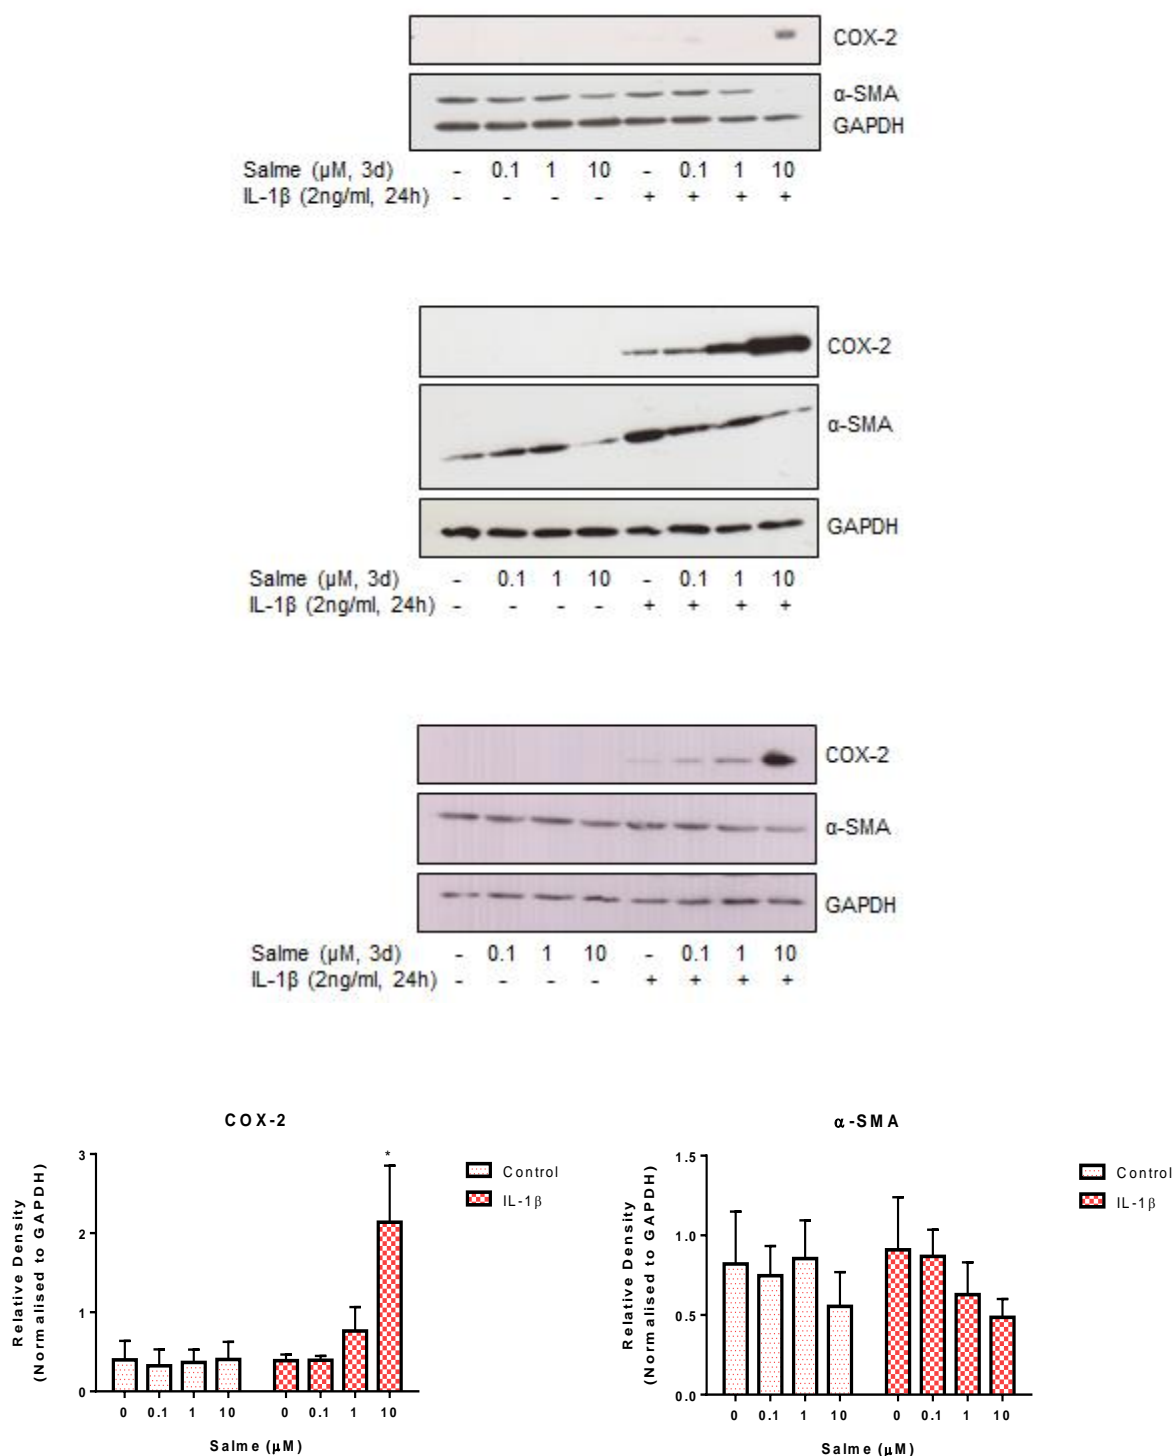 COX-2
α-SMA
GAPDH
Salme (μM, 3d) - 0.1 1 10 - 0.1 1 10
IL-1β (2ng/ml, 24h) - - - - + + + +
COX-2
α-SMA
GAPDH
Salme (μM, 3d) - 0.1 1 10 - 0.1 1 10
IL-1β (2ng/ml, 24h) - - - - + + + +
COX-2
α-SMA
GAPDH
Salme (μM, 3d) - 0.1 1 10 - 0.1 1 10
IL-1β (2ng/ml, 24h) - - - - + + + +
COX-2
Relative Density
(Normalised to GAPDH)
3
2
1
0
*
0 0.1 1 10 0 0.1 1 10
Salme (μM)
Control
IL-1β
α-SMA
Relative Density
(Normalised to GAPDH)
1.5
1.0
0.5
0.0
0 0.1 1 10 0 0.1 1 10
Salme (μM)
Control
IL-1β